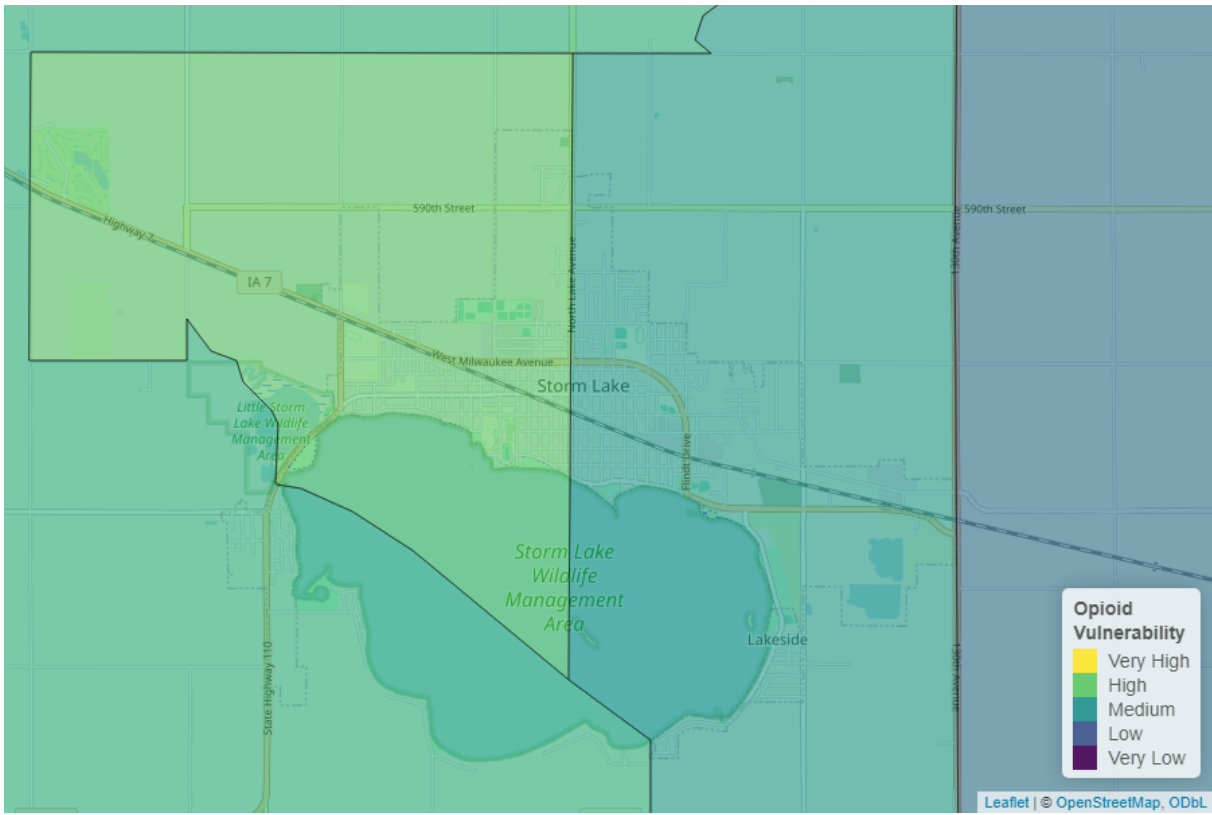 590th Street
590th Street
Highway 7
IA 7
North Lake Avenue
130th Avenue
West Milwaukee Avenue
Storm Lake
Little Storm
Lake Wildlife
Management
Area
Flindt Drive
Storm Lake
Wildlife
Management
Area
Lakeside
State Highway 110
130th Avenue
Opioid
Vulnerability
Very High
High
Medium
Low
Very Low
Leaflet | © OpenStreetMap, ODbL